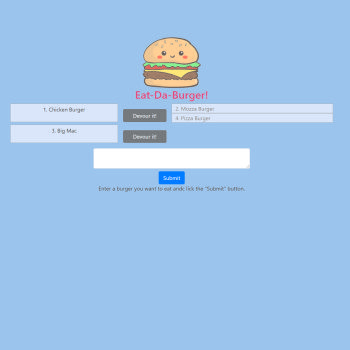 Eat-Da-Burger!
1. Chicken Burger
Devour it!
2. Mozza Burger
4. Pizza Burger
3. Big Mac
Devour it!
Submit
Enter a burger you want to eat andc lick the "Submit" button.